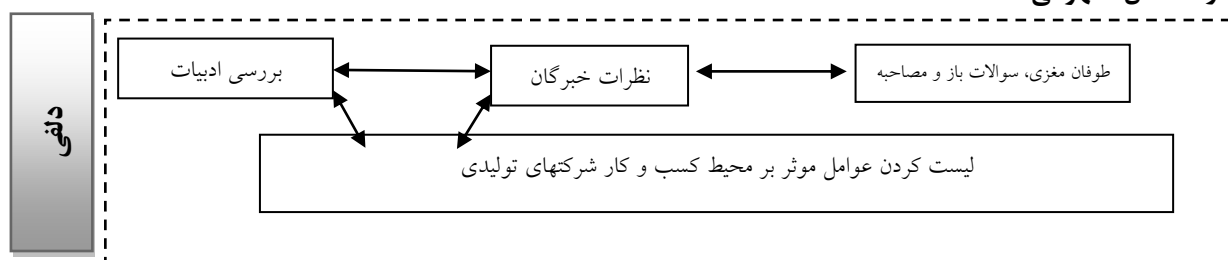 بررسی ادبیات
نظرات خبرگان
طوفان مغزی، سوالات باز و مصاحبه
دلفی
لیست کردن عوامل موثر بر محیط کسب و کار شرکتهای تولیدی